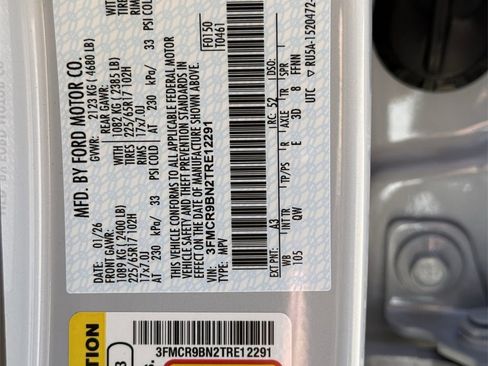 MFD. BY FORD MOTOR CO.
DATE: 01/26 GVWR: 2123 KG ( 4680 LB)
FRONT GAWR: REAR GAWR:
1089 KG ( 2400 LB) 1082 KG ( 2385 LB)
225/65R17 102H TIRES 225/65R17 102H
17x7.0J RIMS 17x7.0J
AT 230 kPa/ 33 PSI COLD AT 230 kPa/ 33 PSI COLD
THIS VEHICLE CONFORMS TO ALL APPLICABLE FEDERAL MOTOR
VEHICLE SAFETY AND THEFT PREVENTION STANDARDS IN
EFFECT ON THE DATE OF MANUFACTURE SHOWN ABOVE.
VIN: 3FMCR9BN2TRE12291 F0150
TYPE: MPV T0461
EXT PNT: A3 RC: 52 DSO:
WB INT TR TP/PS R AXLE TR SPR
105 QW E 3D 8 FFNN
UTC RU5A-1520472-
3FMCR9BN2TRE12291